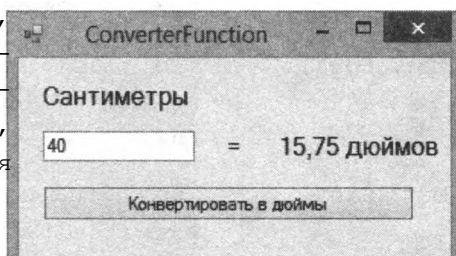 ConverterFunction
Сантиметры
40 = 15,75 дюймов
Конвертировать в дюймы